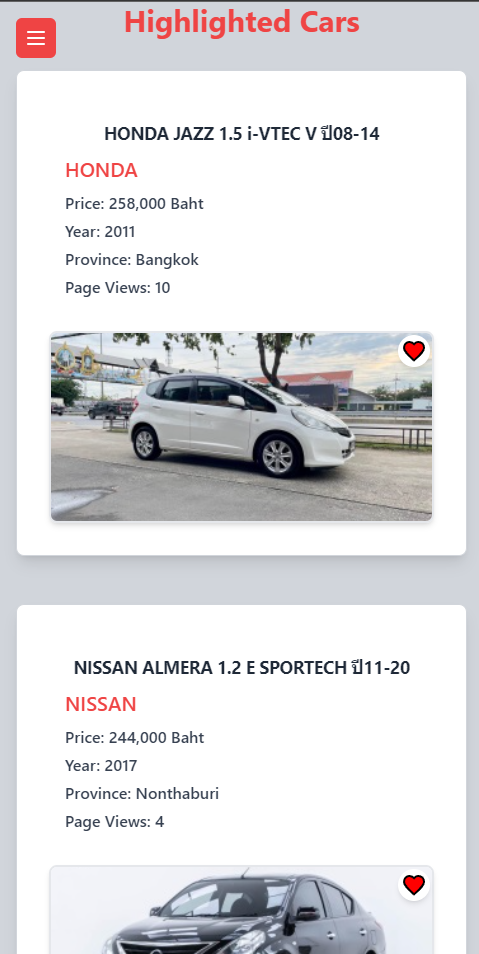 Highlighted Cars
HONDA JAZZ 1.5 i-VTEC V ปี08-14
HONDA
Price: 258,000 Baht
Year: 2011
Province: Bangkok
Page Views: 10
NISSAN ALMERA 1.2 E SPORTECH ปี11-20
NISSAN
Price: 244,000 Baht
Year: 2017
Province: Nonthaburi
Page Views: 4